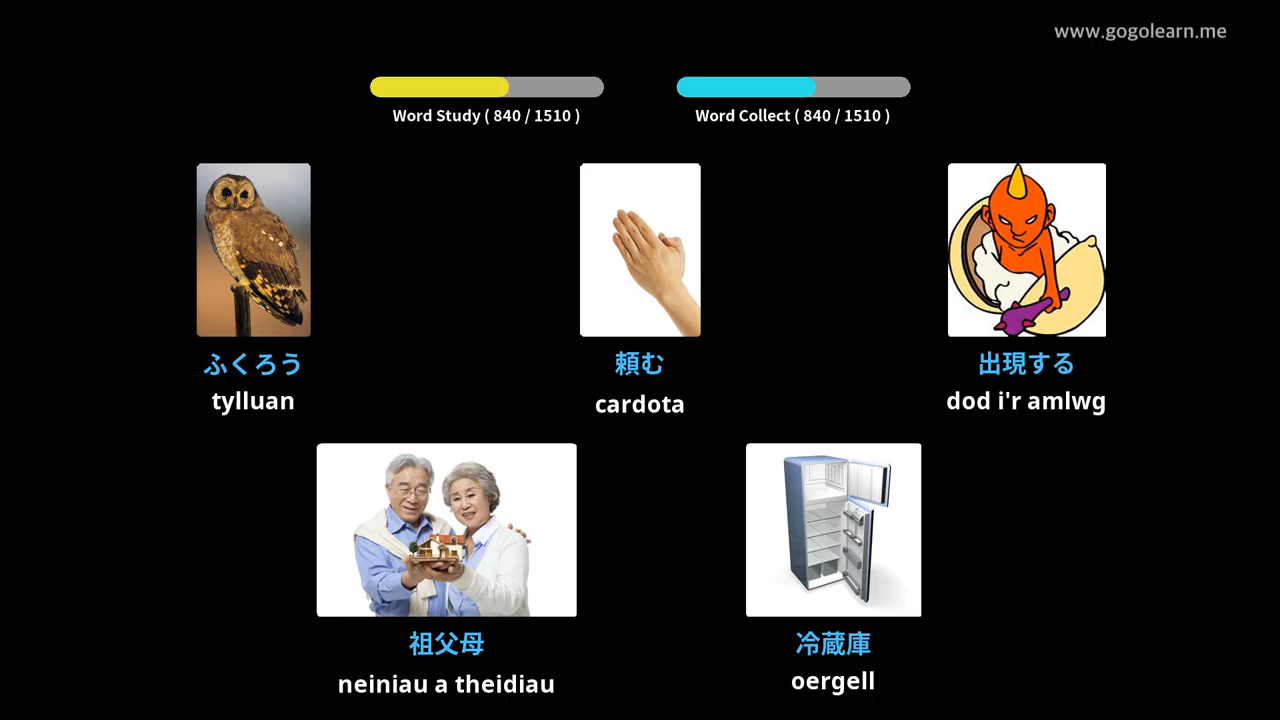 www.gogolearn.me
Word Study ( 840 / 1510 )
Word Collect ( 840 / 1510 )
ふくろう
tylluan
頼む
cardota
出現する
dod i'r amlwg
祖父母
neiniau a theidiau
冷蔵庫
oergell